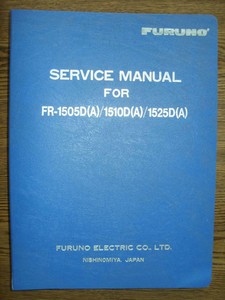 FURUNO
SERVICE MANUAL
FOR
FR-1505D(A)/1510D(A)/1525D(A)
FURUNO ELECTRIC CO., LTD.
NISHINOMIYA, JAPAN